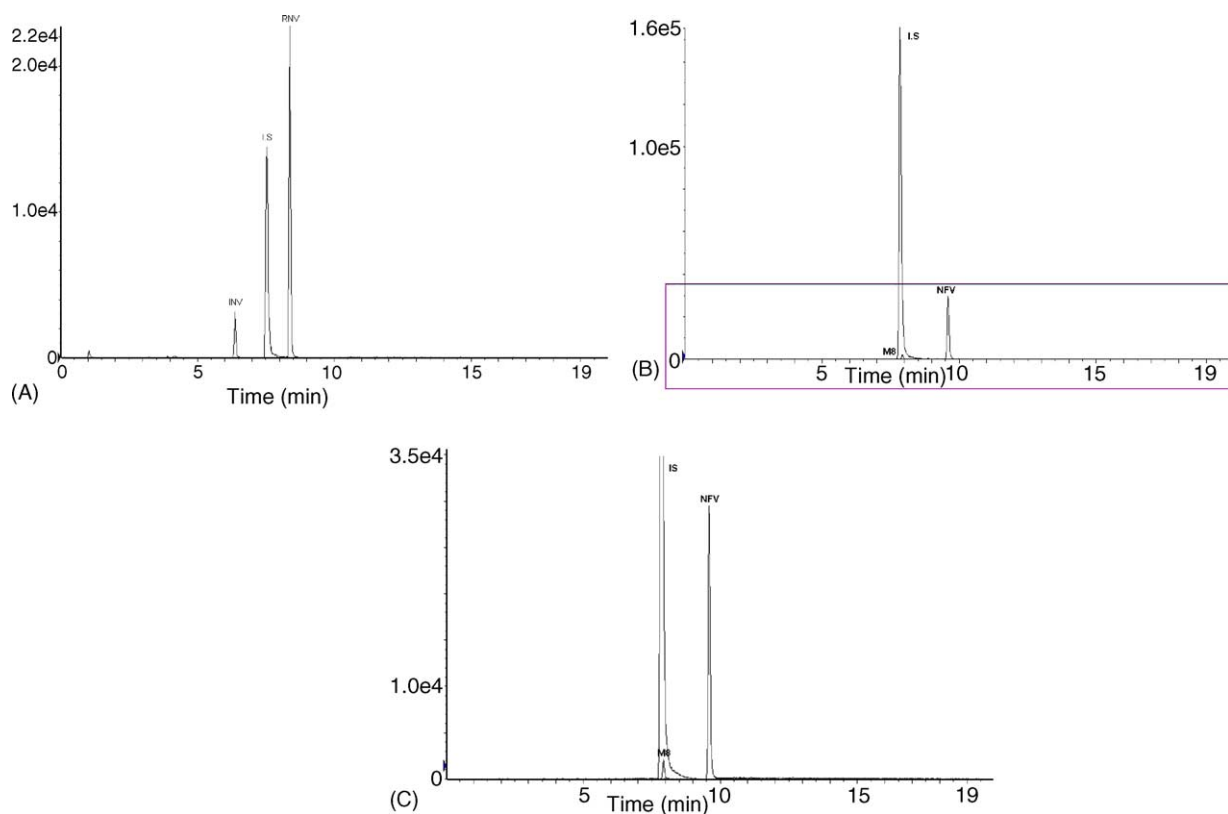 RNV
2.2e4
2.0e4
I.S
1.0e4
INV
0
0 5 10 15 19
(A) Time (min)
1.6e5
I.S
1.0e5
NFV
M8
0
5 10 15 19
(B) Time (min)
3.5e4
IS
NFV
1.0e4
M8
0
5 10 15 19
(C) Time (min)